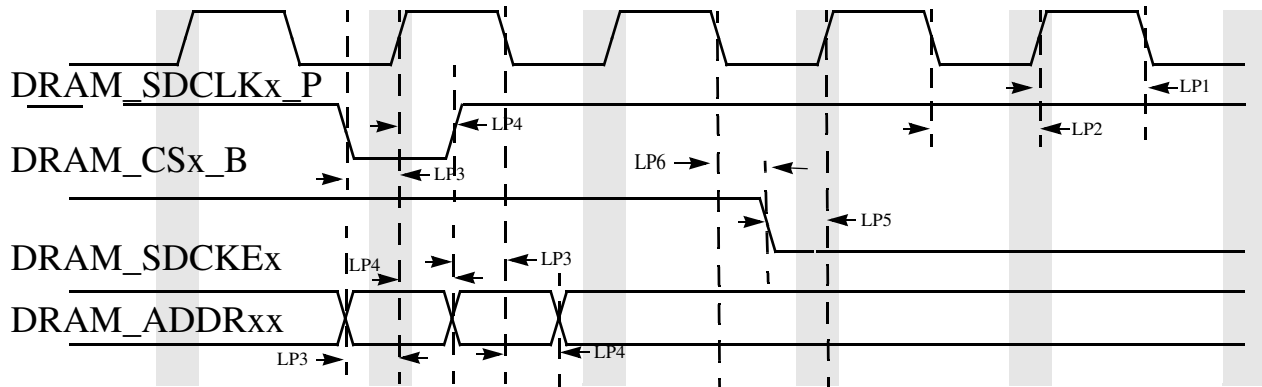 DRAM_SDCLKx_P
LP1
LP4
LP2
DRAM_CSx_B
LP6
LP3
LP5
DRAM_SDCKEx
LP4
LP3
DRAM_ADDRxx
LP3
LP4